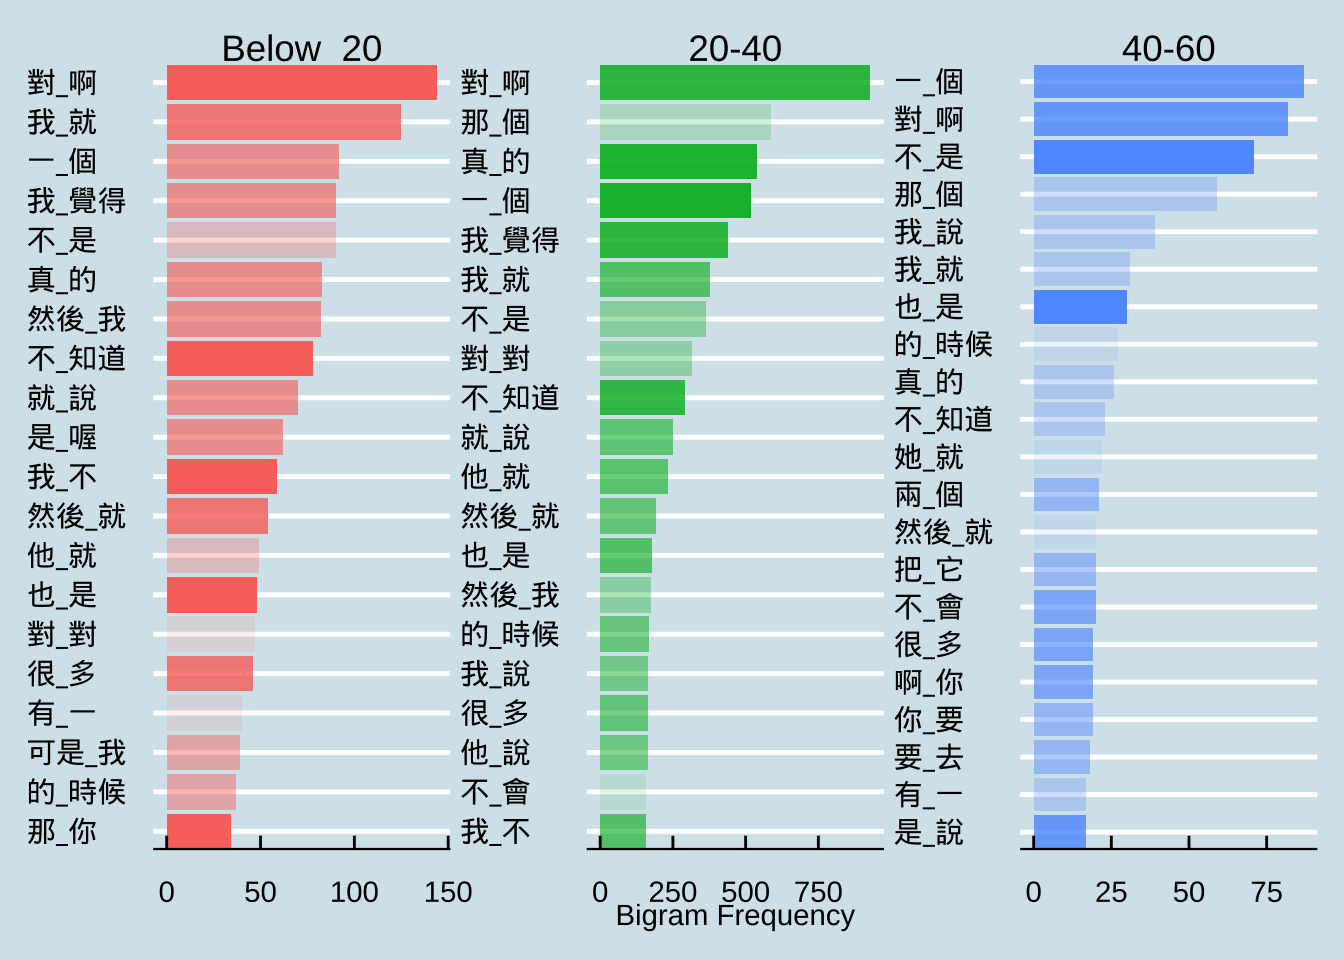 Below  20
對_啊
我_就
一_個
我_覺得
不_是
真_的
然後_我
不_知道
就_說
是_喔
我_不
然後_就
他_就
也_是
對_對
很_多
有_一
可是_我
的_時候
那_你
0 50 100 150
20-40
對_啊
那_個
真_的
一_個
我_覺得
我_就
不_是
對_對
不_知道
就_說
他_就
然後_就
也_是
然後_我
的_時候
我_說
很_多
他_說
不_會
我_不
0 250 500 750
40-60
一_個
對_啊
不_是
那_個
我_說
我_就
也_是
的_時候
真_的
不_知道
她_就
兩_個
然後_就
把_它
不_會
很_多
啊_你
你_要
要_去
有_一
是_說
0 25 50 75
Bigram Frequency